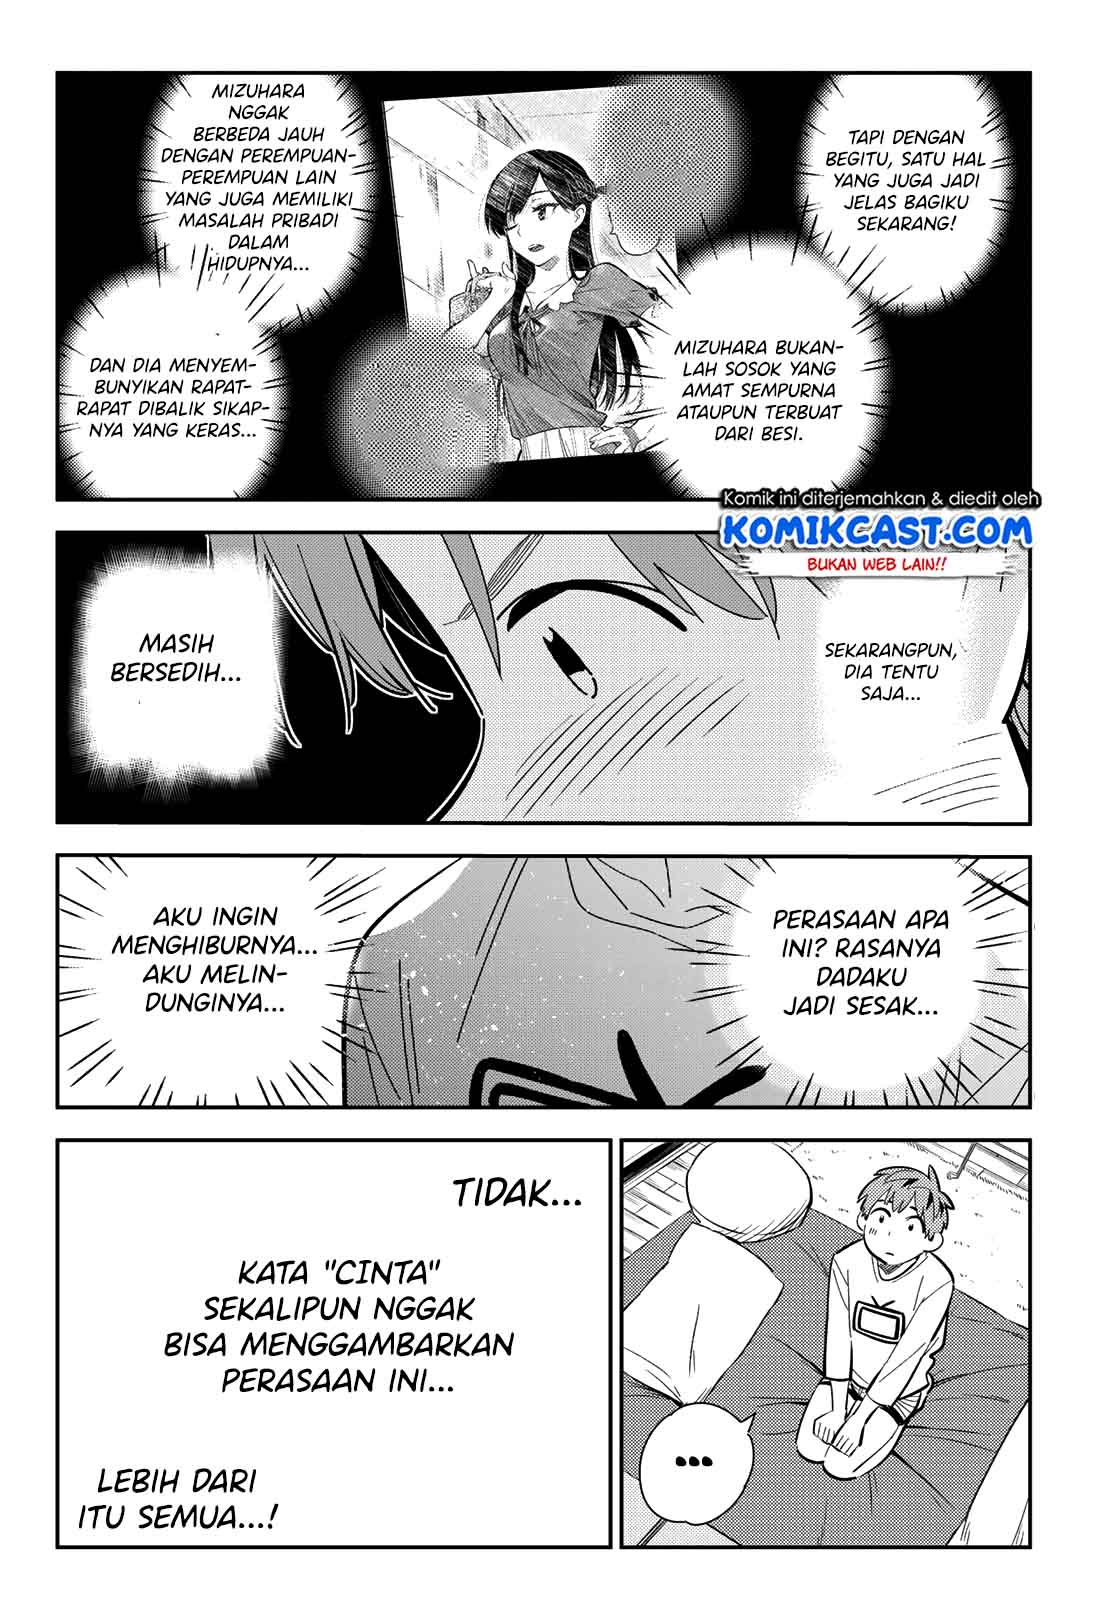 TAPI DENGAN
BEGITU, SATU HAL
YANG JUGA JADI
JELAS BAGIKU
SEKARANG!
MIZUHARA BUKAN-
LAH SOSOK YANG
AMAT SEMPURNA
ATAUPUN TERBUAT
DARI BESI.
MIZUHARA
NGGAK
BERBEDA JAUH
DENGAN PEREMPUAN-
PEREMPUAN LAIN
YANG JUGA MEMILIKI
MASALAH PRIBADI
DALAM
HIDUPNYA...
DAN DIA MENYEM-
BUNYIKAN RAPAT-
RAPAT DIBALIK SIKAP-
NYA YANG KERAS...
Komik ini diterjemahkan & diedit oleh
KOMIKCAST.COM
BUKAN WEB LAIN!!
SEKARANGPUN,
DIA TENTU
SAJA...
MASIH
BERSEDIH...
PERASAAN APA
INI? RASANYA
DADAKU
JADI SESAK...
AKU INGIN
MENGHIBURNYA...
AKU MELIN-
DUNGINYA...
...
TIDAK...
KATA "CINTA"
SEKALIPUN NGGAK
BISA MENGGAMBARKAN
PERASAAN INI...
LEBIH DARI
ITU SEMUA...!